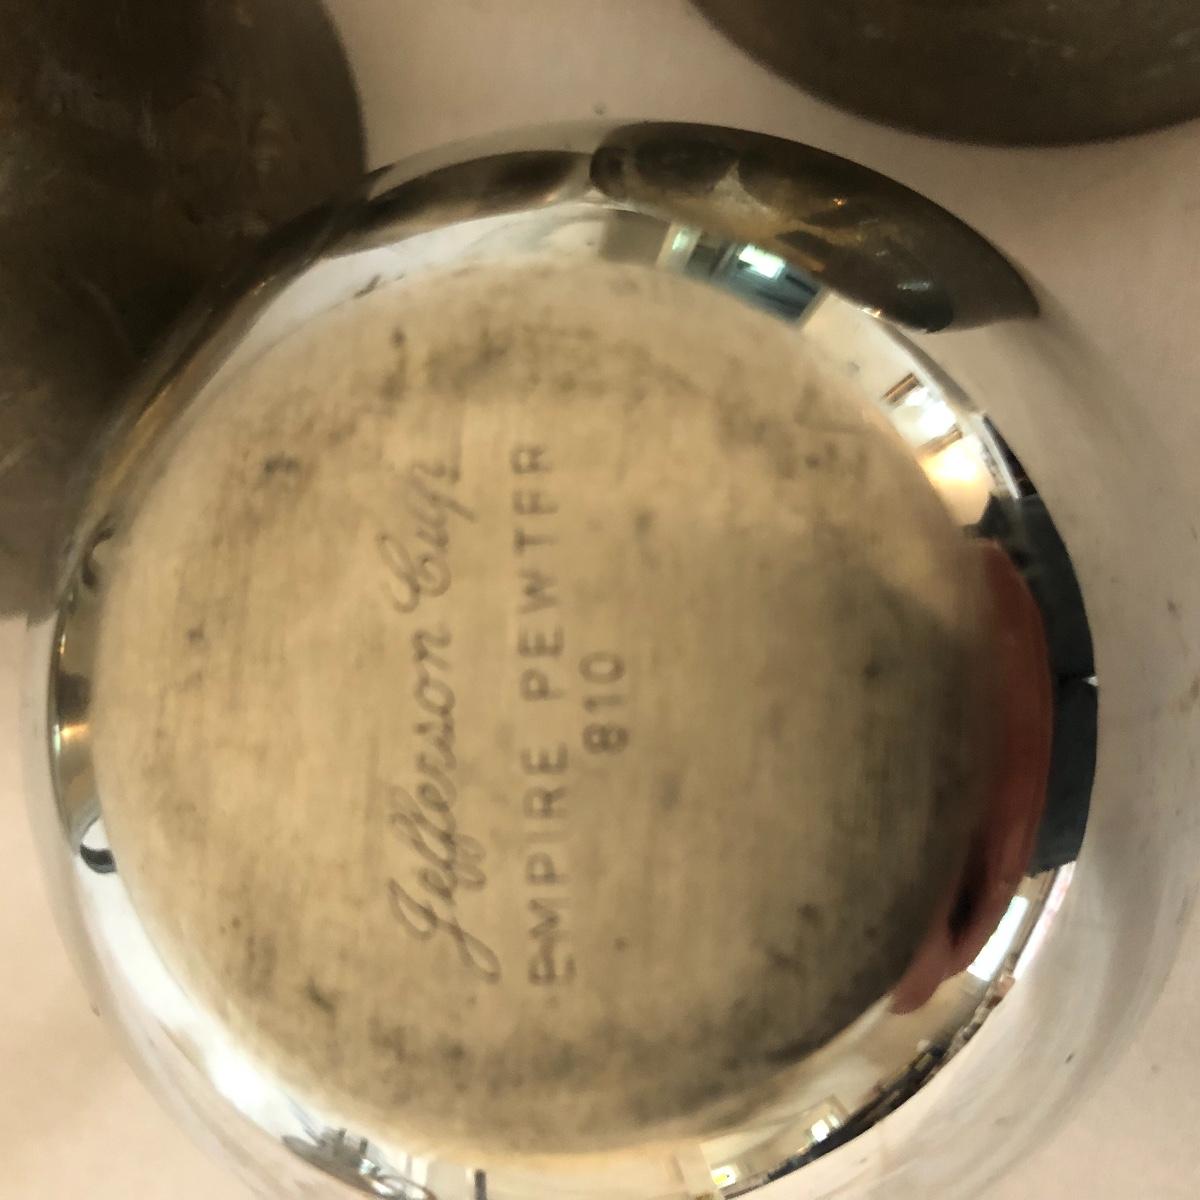 Jefferson Cup
EMPIRE PEWTER
810